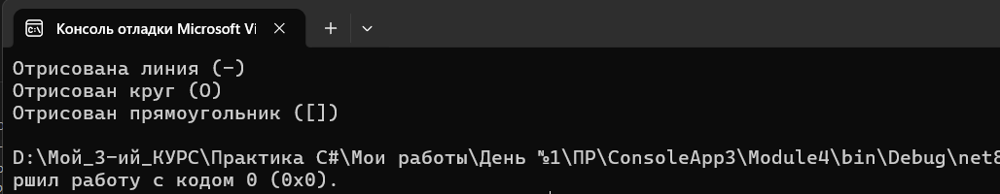 Консоль отладки Microsoft Vi
Отрисована линия (-)
Отрисован круг (O)
Отрисован прямоугольник ([])
D:\Мой_3-ий_КУРС\Практика C#\Мои работы\День №1\ПР\ConsoleApp3\Module4\bin\Debug\net8
ршил работу с кодом 0 (0x0).